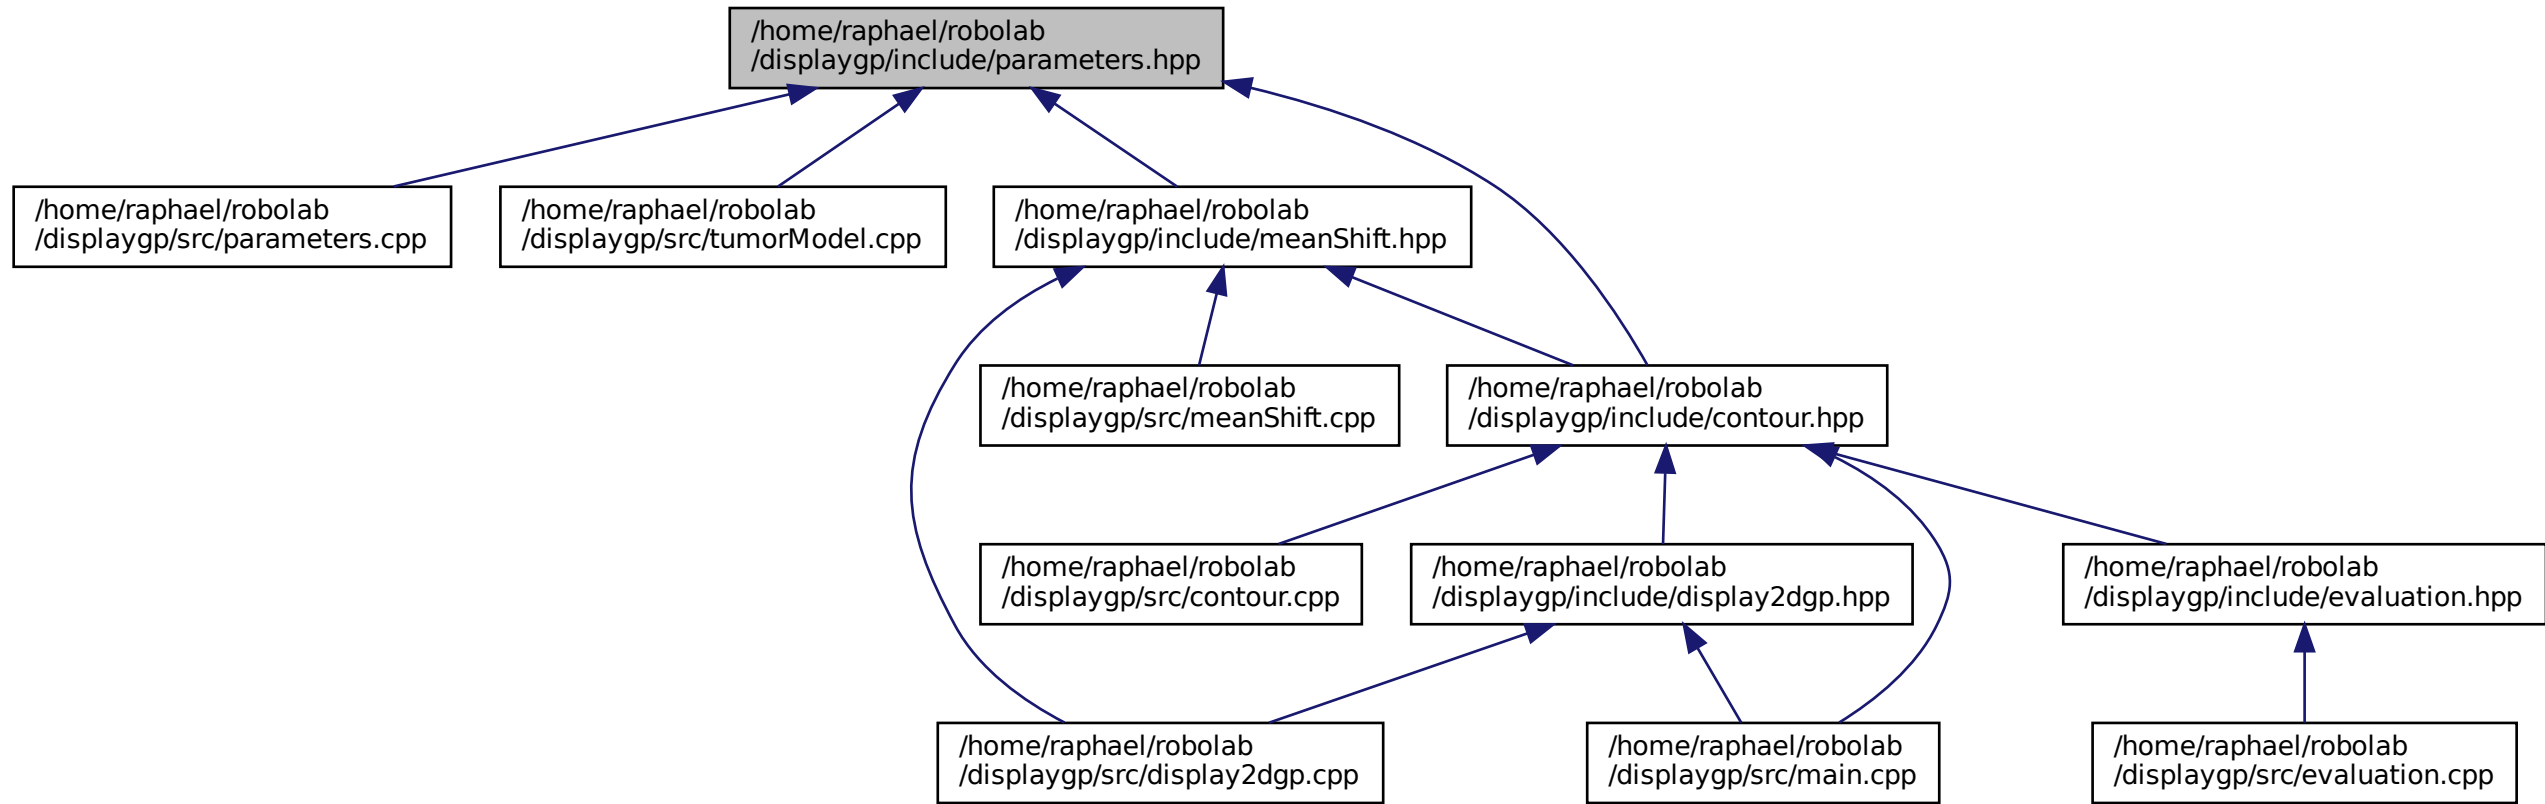 /home/raphael/robolab
/displaygp/include/parameters.hpp
/home/raphael/robolab
/displaygp/src/parameters.cpp
/home/raphael/robolab
/displaygp/src/tumorModel.cpp
/home/raphael/robolab
/displaygp/include/meanShift.hpp
/home/raphael/robolab
/displaygp/src/meanShift.cpp
/home/raphael/robolab
/displaygp/include/contour.hpp
/home/raphael/robolab
/displaygp/src/contour.cpp
/home/raphael/robolab
/displaygp/include/display2dgp.hpp
/home/raphael/robolab
/displaygp/include/evaluation.hpp
/home/raphael/robolab
/displaygp/src/display2dgp.cpp
/home/raphael/robolab
/displaygp/src/main.cpp
/home/raphael/robolab
/displaygp/src/evaluation.cpp